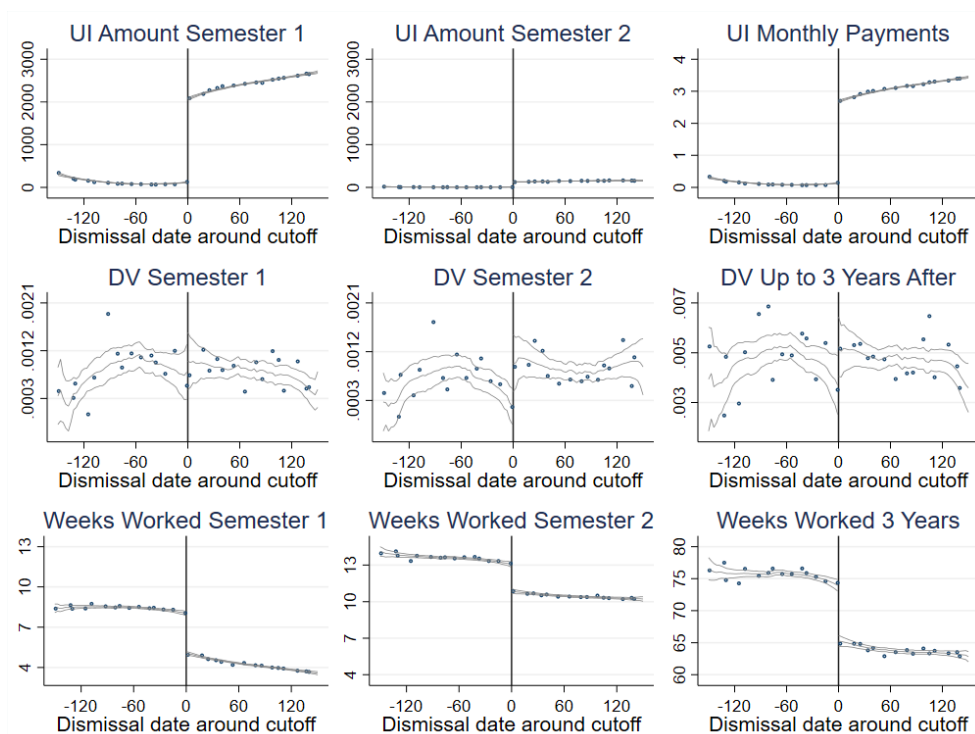 UI Amount Semester 1
UI Amount Semester 2
UI Monthly Payments
3000
2000
1000
0
-120 -60 0 60 120
Dismissal date around cutoff
3000
2000
1000
0
-120 -60 0 60 120
Dismissal date around cutoff
4
3
2
1
0
-120 -60 0 60 120
Dismissal date around cutoff
DV Semester 1
DV Semester 2
DV Up to 3 Years After
.0021
.0012
.0003
-120 -60 0 60 120
Dismissal date around cutoff
.0021
.0012
.0003
-120 -60 0 60 120
Dismissal date around cutoff
.007
.005
.003
-120 -60 0 60 120
Dismissal date around cutoff
Weeks Worked Semester 1
Weeks Worked Semester 2
Weeks Worked 3 Years
13
10
7
4
-120 -60 0 60 120
Dismissal date around cutoff
13
10
7
4
-120 -60 0 60 120
Dismissal date around cutoff
80
75
70
65
60
-120 -60 0 60 120
Dismissal date around cutoff